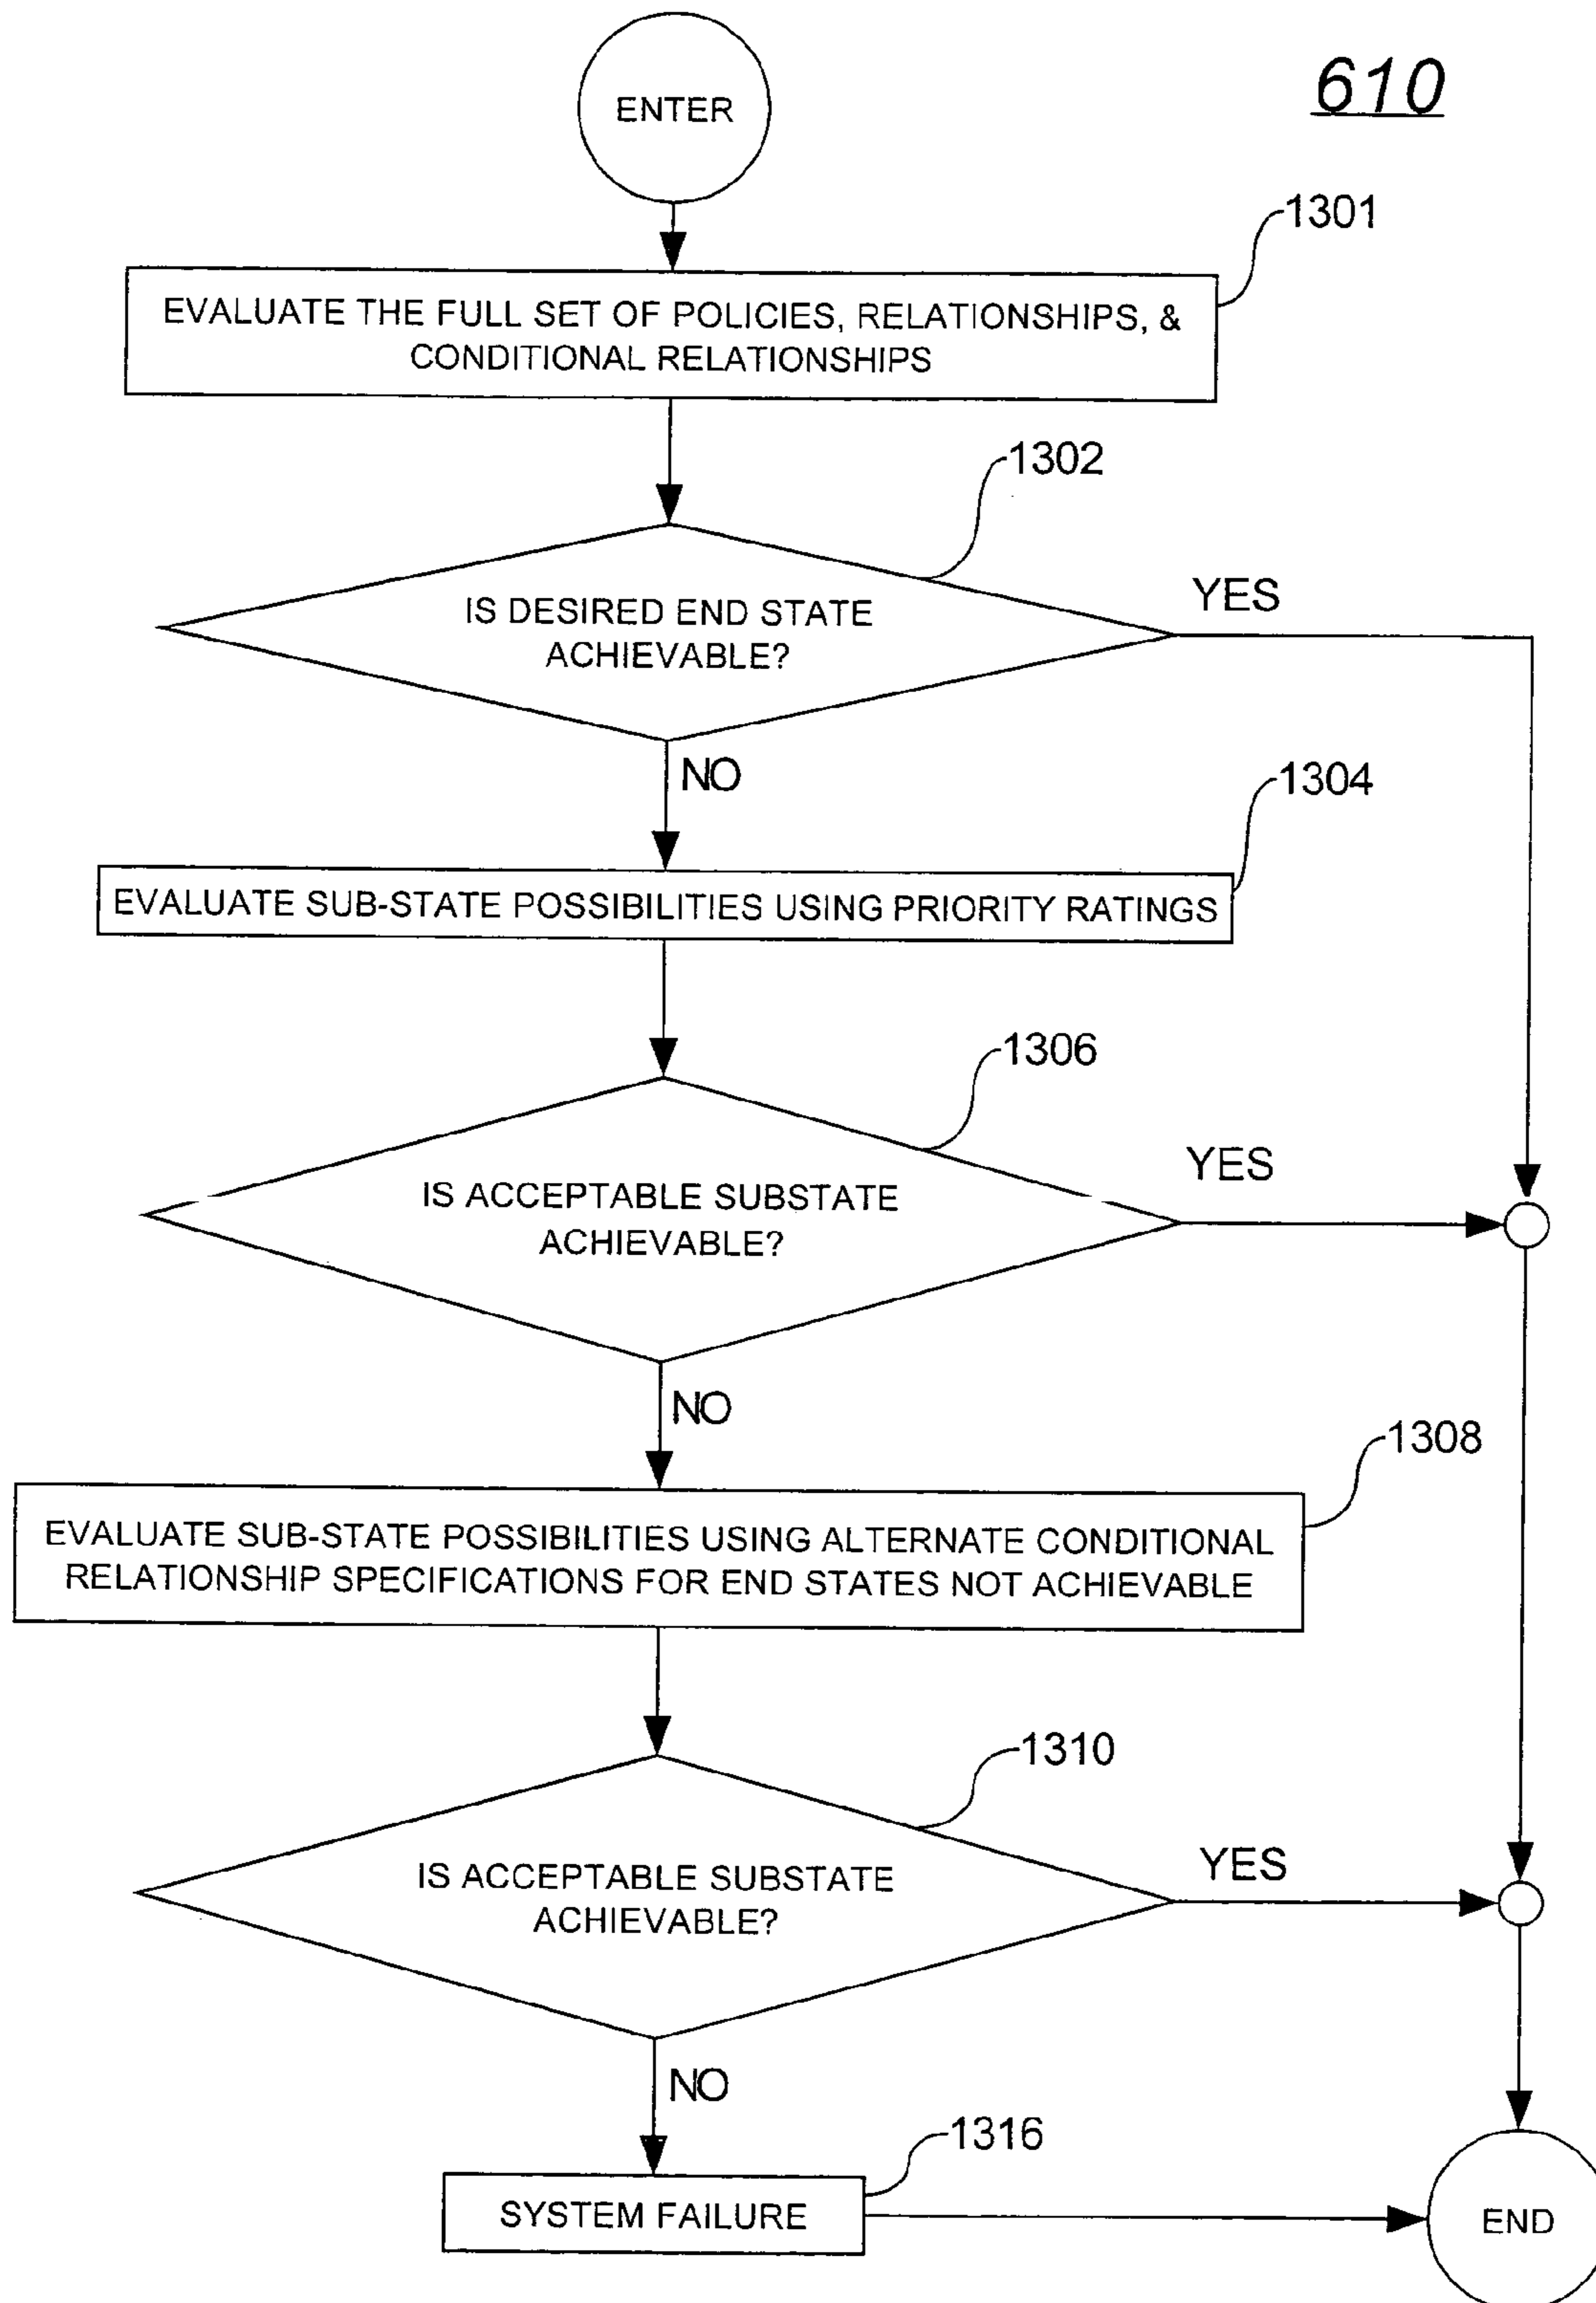 610
ENTER
1301
EVALUATE THE FULL SET OF POLICIES, RELATIONSHIPS, &
CONDITIONAL RELATIONSHIPS
1302
IS DESIRED END STATE
ACHIEVABLE?
YES
NO
1304
EVALUATE SUB-STATE POSSIBILITIES USING PRIORITY RATINGS
1306
IS ACCEPTABLE SUBSTATE
ACHIEVABLE?
YES
NO
1308
EVALUATE SUB-STATE POSSIBILITIES USING ALTERNATE CONDITIONAL
RELATIONSHIP SPECIFICATIONS FOR END STATES NOT ACHIEVABLE
1310
IS ACCEPTABLE SUBSTATE
ACHIEVABLE?
YES
NO
1316
SYSTEM FAILURE
END